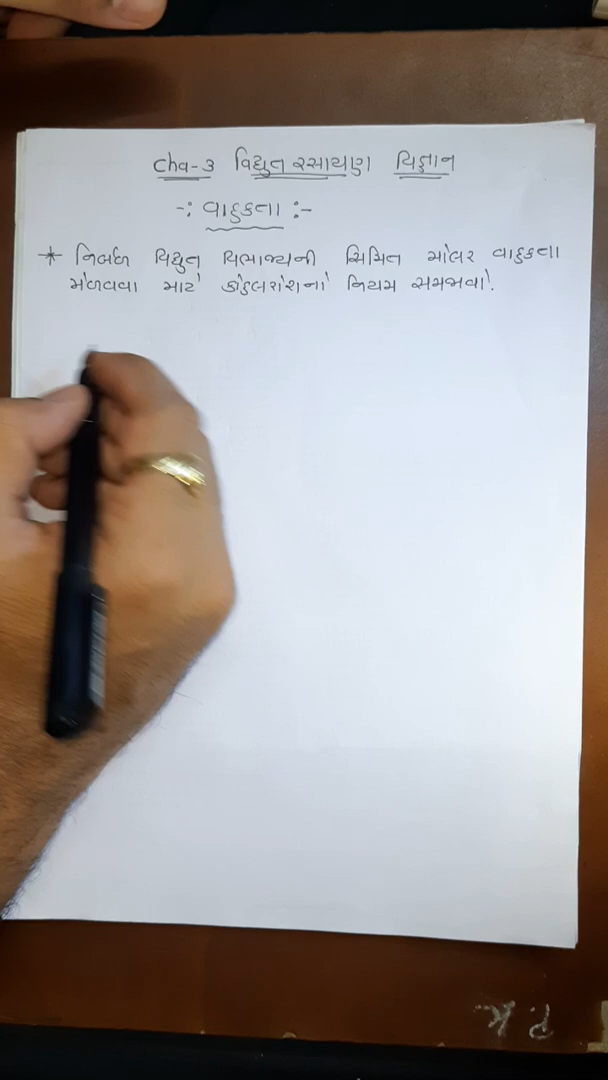 Cha-3 વિદ્યુત રસાયણ વિજ્ઞાન
-: વાહકતા :-
* નિર્બળ વિદ્યુત વિભાજ્યની સિમિત મોલર વાહકતા
મેળવવા માટે કોહલરોશનો નિયમ સમજાવો.
P.K.